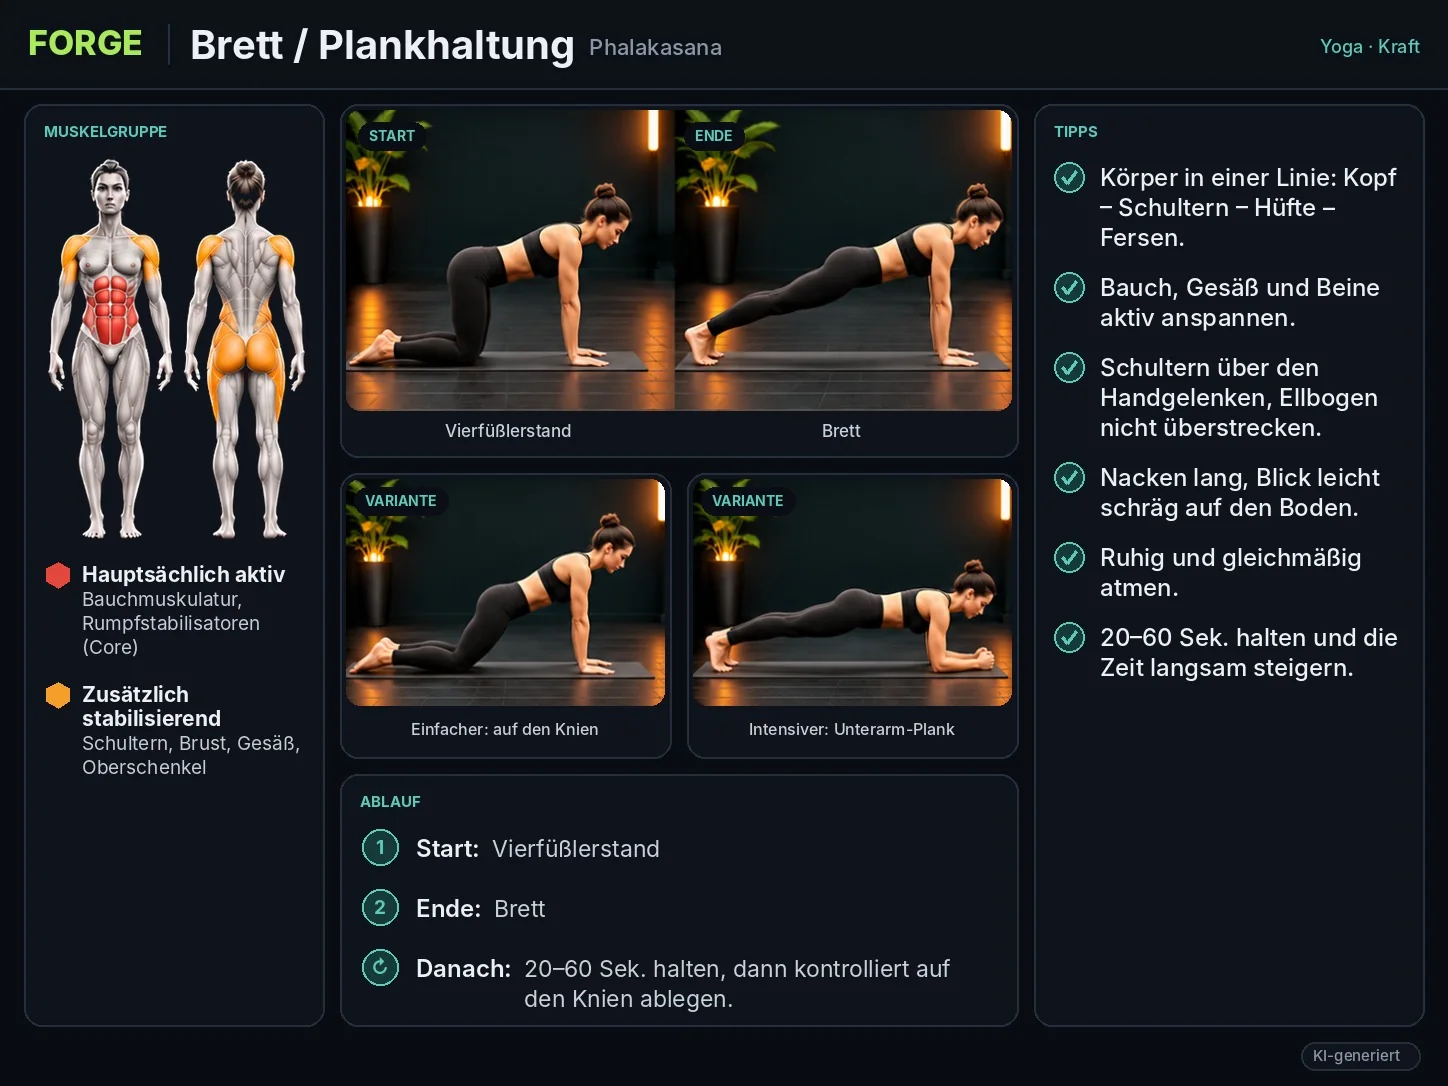 FORGE
Brett / Plankhaltung Phalakasana
Yoga · Kraft
MUSKELGRUPPE
Hauptsächlich aktiv
Bauchmuskulatur,
Rumpfstabilisatoren
(Core)
Zusätzlich
stabilisierend
Schultern, Brust, Gesäß,
Oberschenkel
START
ENDE
Vierfüßlerstand
Brett
VARIANTE
Einfacher: auf den Knien
VARIANTE
Intensiver: Unterarm-Plank
ABLAUF
1 Start: Vierfüßlerstand
2 Ende: Brett
↻ Danach: 20–60 Sek. halten, dann kontrolliert auf
den Knien ablegen.
TIPPS
Körper in einer Linie: Kopf
– Schultern – Hüfte –
Fersen.
Bauch, Gesäß und Beine
aktiv anspannen.
Schultern über den
Handgelenken, Ellbogen
nicht überstrecken.
Nacken lang, Blick leicht
schräg auf den Boden.
Ruhig und gleichmäßig
atmen.
20–60 Sek. halten und die
Zeit langsam steigern.
KI-generiert